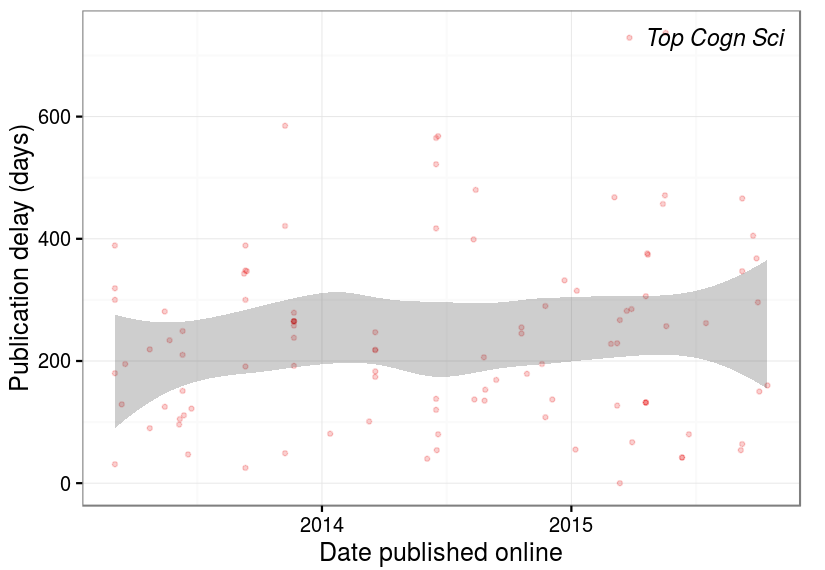 Top Cogn Sci
Publication delay (days)
600
400
200
0
2014
2015
Date published online